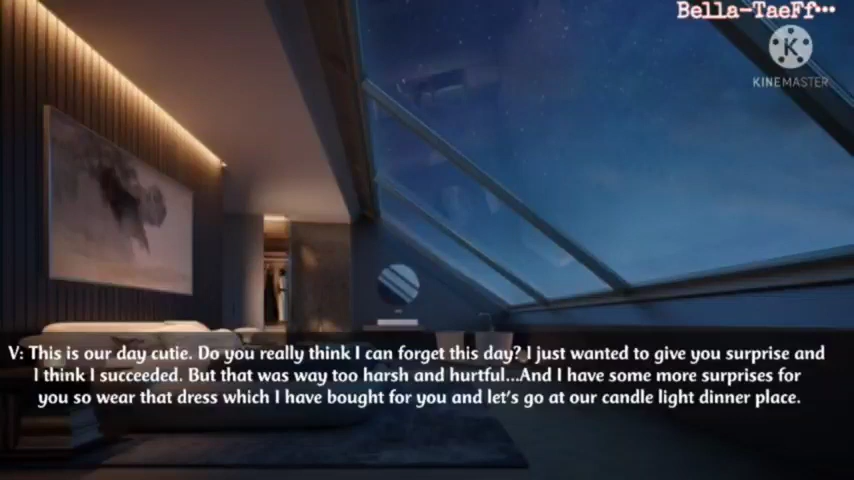 Bella-TaeFf...
K
KINEMASTER
V: This is our day cutie. Do you really think I can forget this day? I just wanted to give you surprise and
I think I succeeded. But that was way too harsh and hurtful...And I have some more surprises for
you so wear that dress which I have bought for you and let's go at our candle light dinner place.